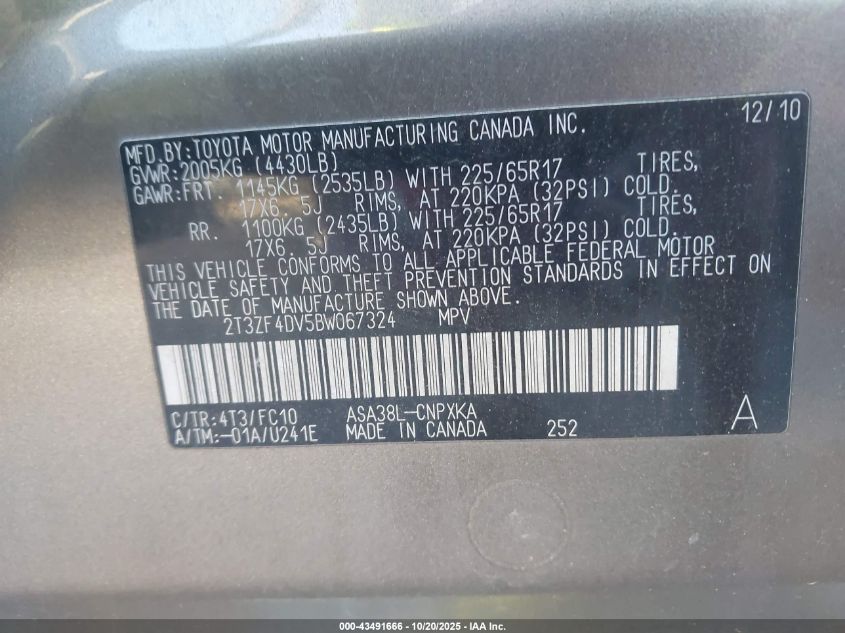 12/10
MFD.BY:TOYOTA MOTOR MANUFACTURING CANADA INC.
GVWR:2005KG (4430LB)
GAWR:FRT. 1145KG (2535LB) WITH 225/65R17 TIRES,
17X6. 5J RIMS, AT 220KPA (32PSI) COLD.
RR. 1100KG (2435LB) WITH 225/65R17 TIRES,
17X6. 5J RIMS, AT 220KPA (32PSI) COLD.
THIS VEHICLE CONFORMS TO ALL APPLICABLE FEDERAL MOTOR
VEHICLE SAFETY AND THEFT PREVENTION STANDARDS IN EFFECT ON
THE DATE OF MANUFACTURE SHOWN ABOVE.
2T3ZF4DV5BW067324 MPV
C/TR:4T3/FC10 ASA38L-CNPXKA A
A/TM:-01A/U241E MADE IN CANADA 252
000-43491666 - 10/20/2025 - IAA Inc.